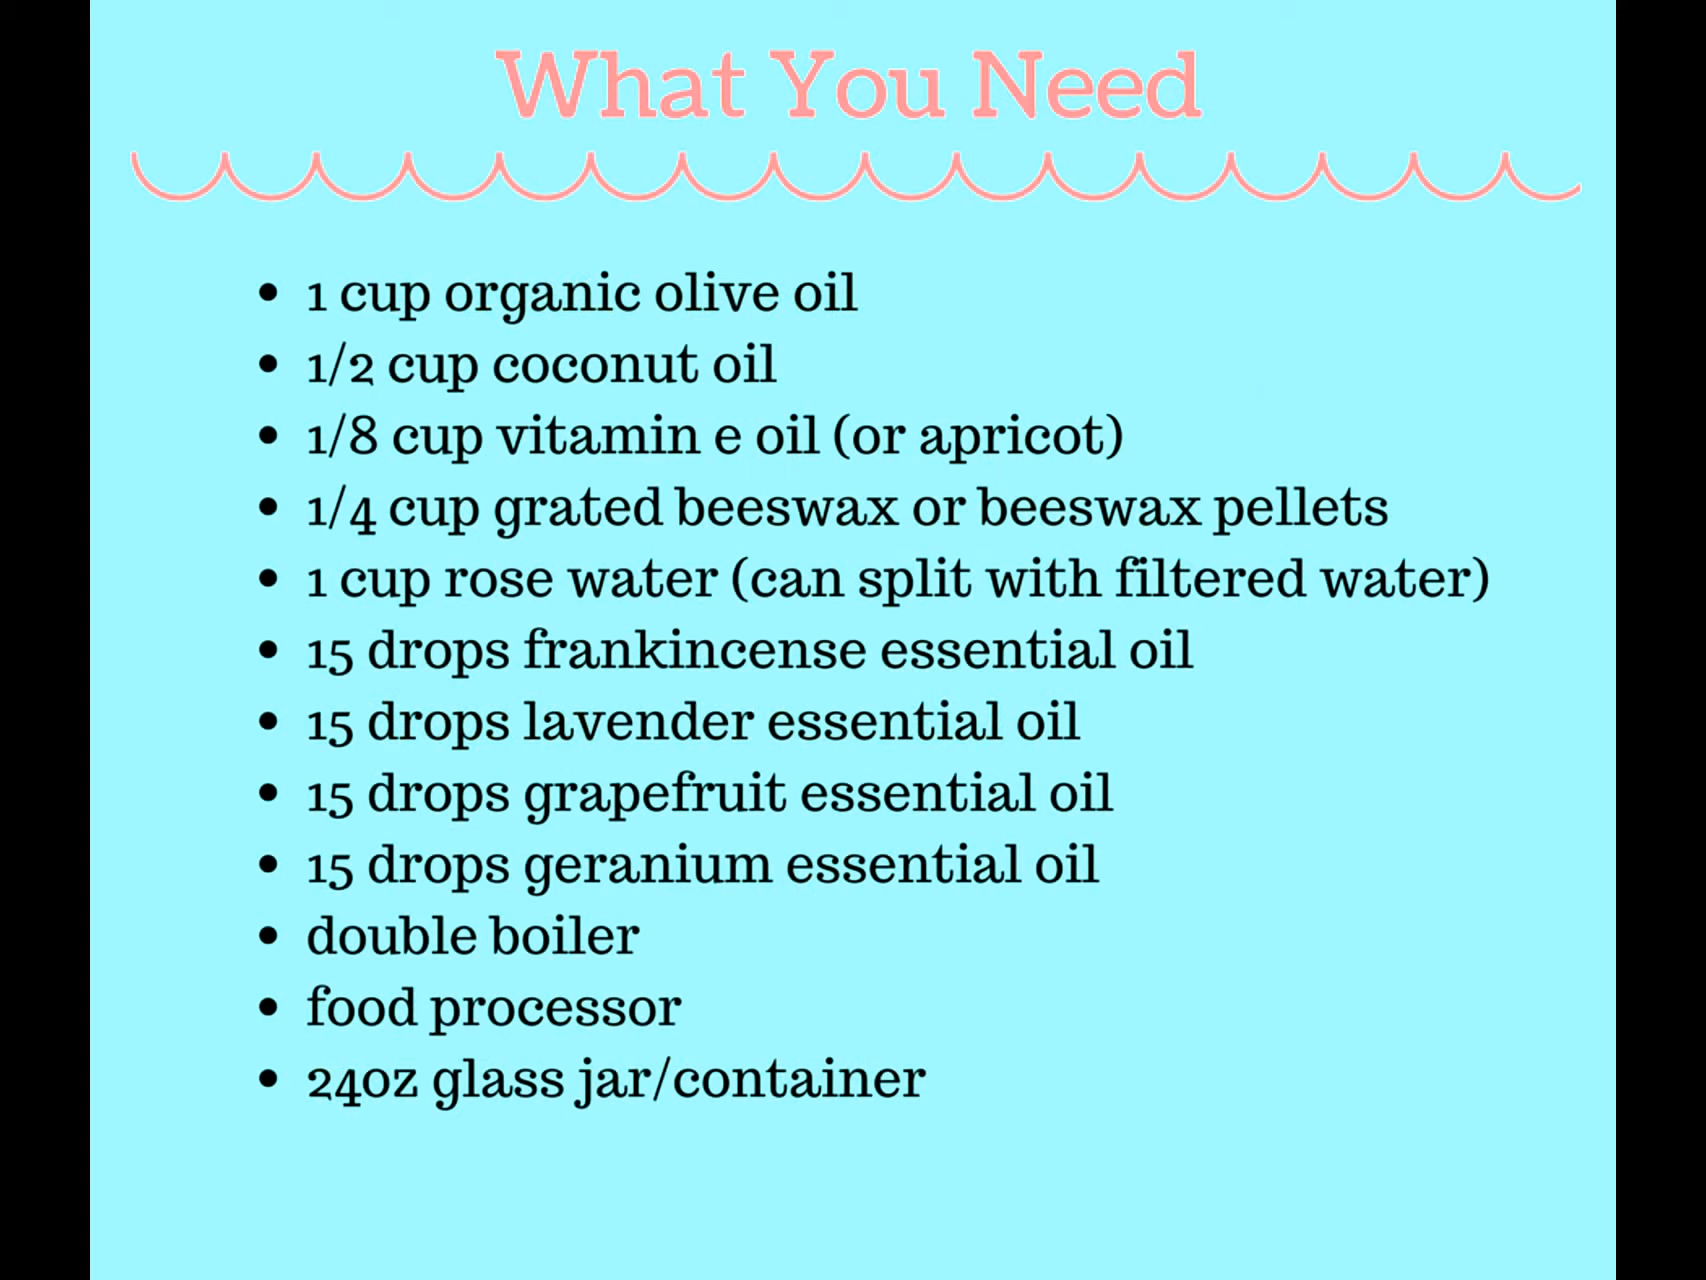 What You Need
• 1 cup organic olive oil
• 1/2 cup coconut oil
• 1/8 cup vitamin e oil (or apricot)
• 1/4 cup grated beeswax or beeswax pellets
• 1 cup rose water (can split with filtered water)
• 15 drops frankincense essential oil
• 15 drops lavender essential oil
• 15 drops grapefruit essential oil
• 15 drops geranium essential oil
• double boiler
• food processor
• 24oz glass jar/container